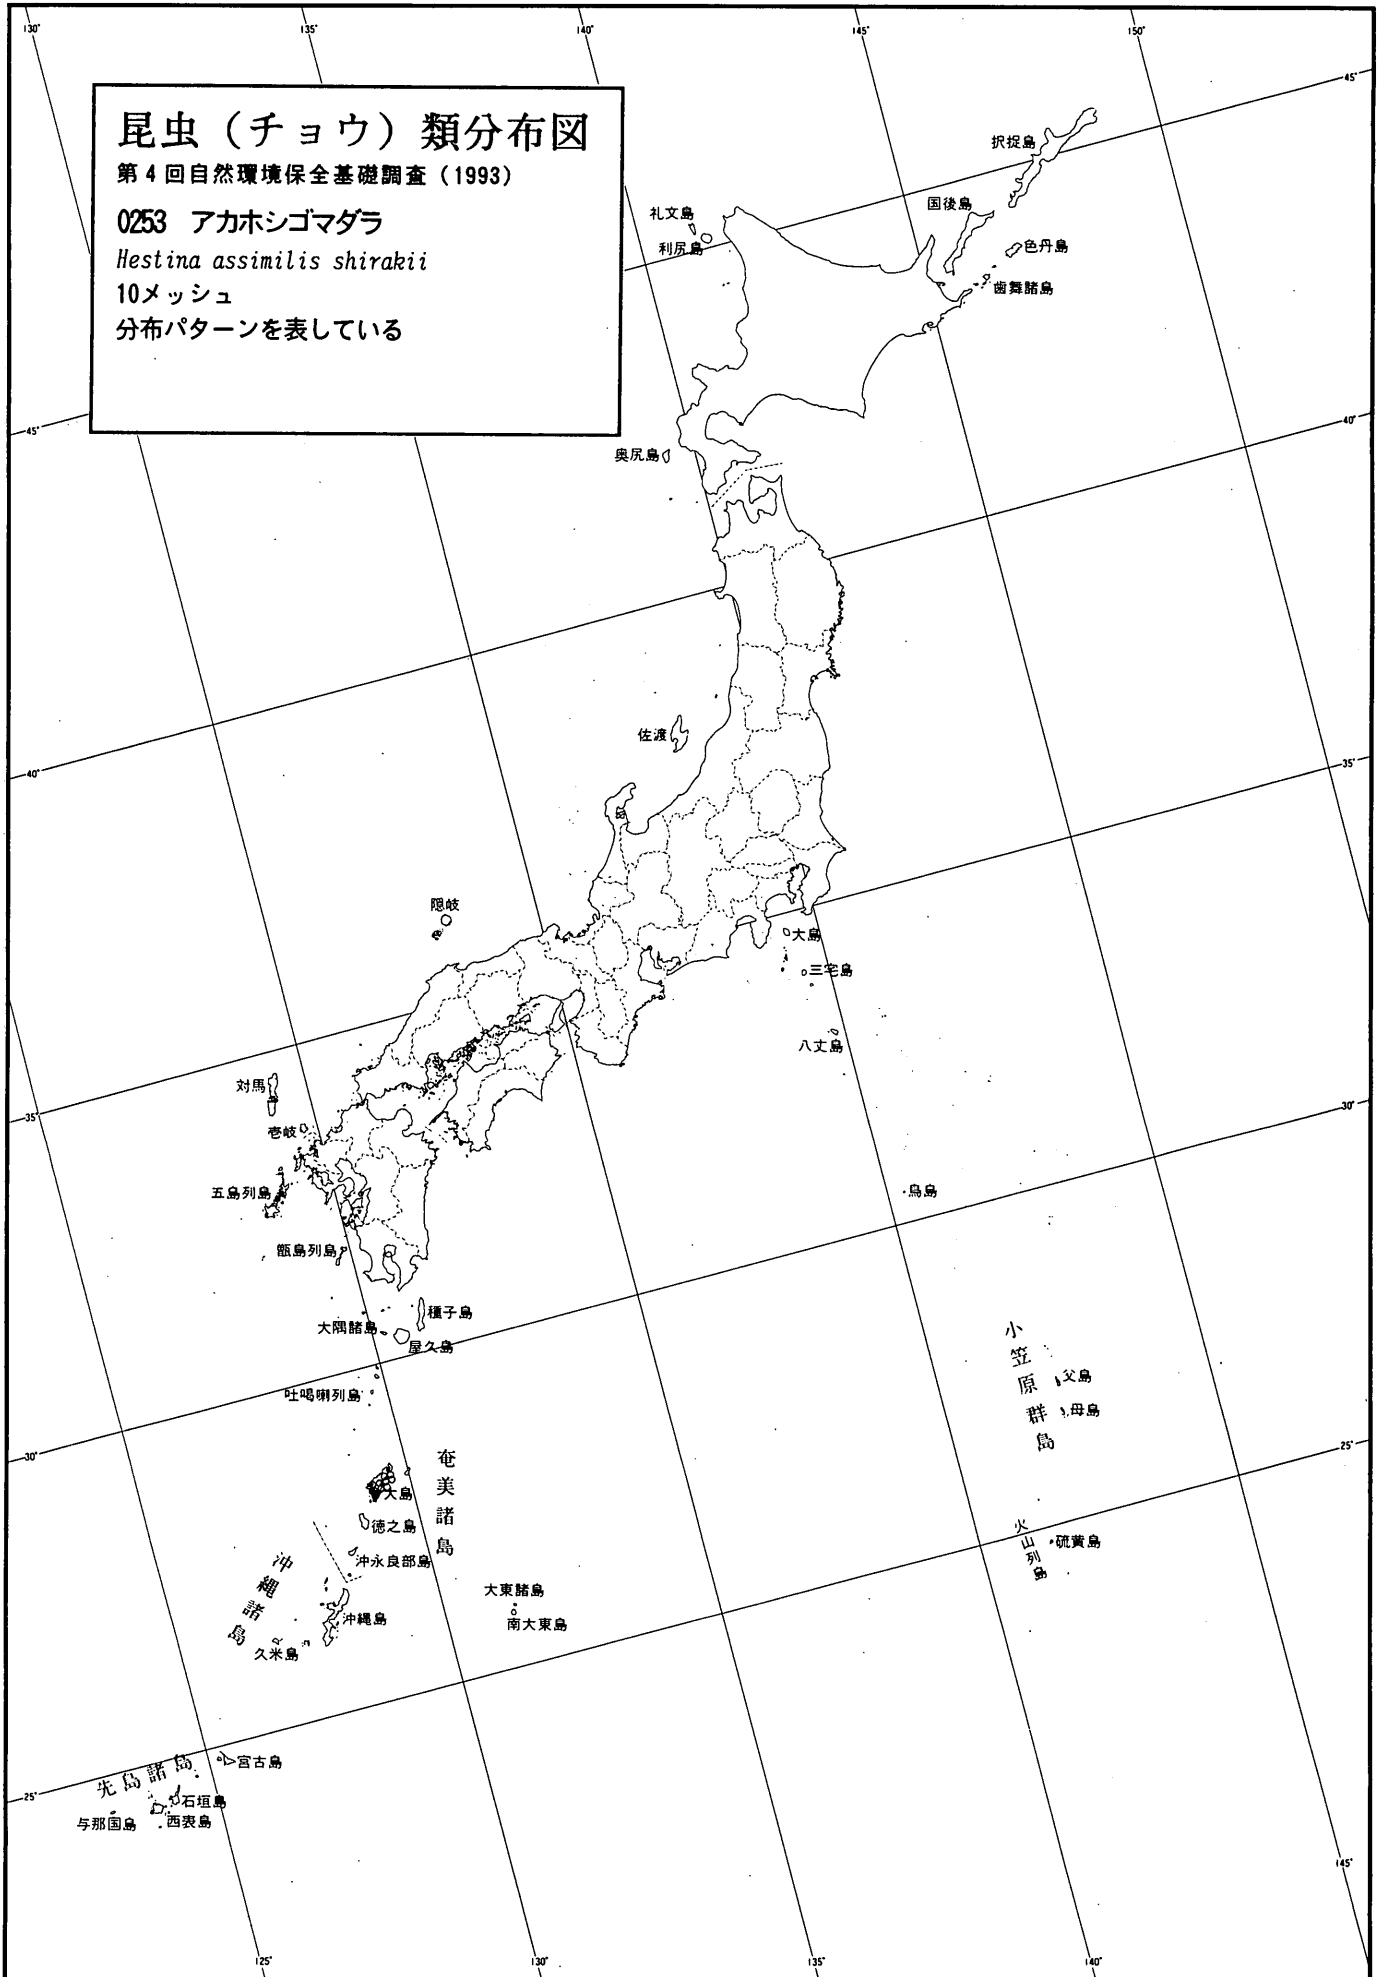 130°
135°
140°
145°
150°
昆虫（チョウ）類分布図
第４回自然環境保全基礎調査（1993）
0253　アカホシゴマダラ
Hestina assimilis shirakii
10メッシュ
分布パターンを表している
45°
択捉島
国後島
礼文島
利尻島
色丹島
歯舞諸島
45°
40°
奥尻島
佐渡
40°
35°
隠岐
大島
三宅島
八丈島
対馬
35°
壱岐
30°
五島列島
鳥島
甑島列島
種子島
大隅諸島
屋久島
小笠原群島
父島
母島
吐喝喇列島
30°
奄美諸島
25°
大島
徳之島
火山列島
硫黄島
沖永良部島
沖縄諸島
大東諸島
南大東島
沖縄島
久米島
宮古島
先島諸島
25°
石垣島
与那国島
西表島
145°
125°
130°
135°
140°